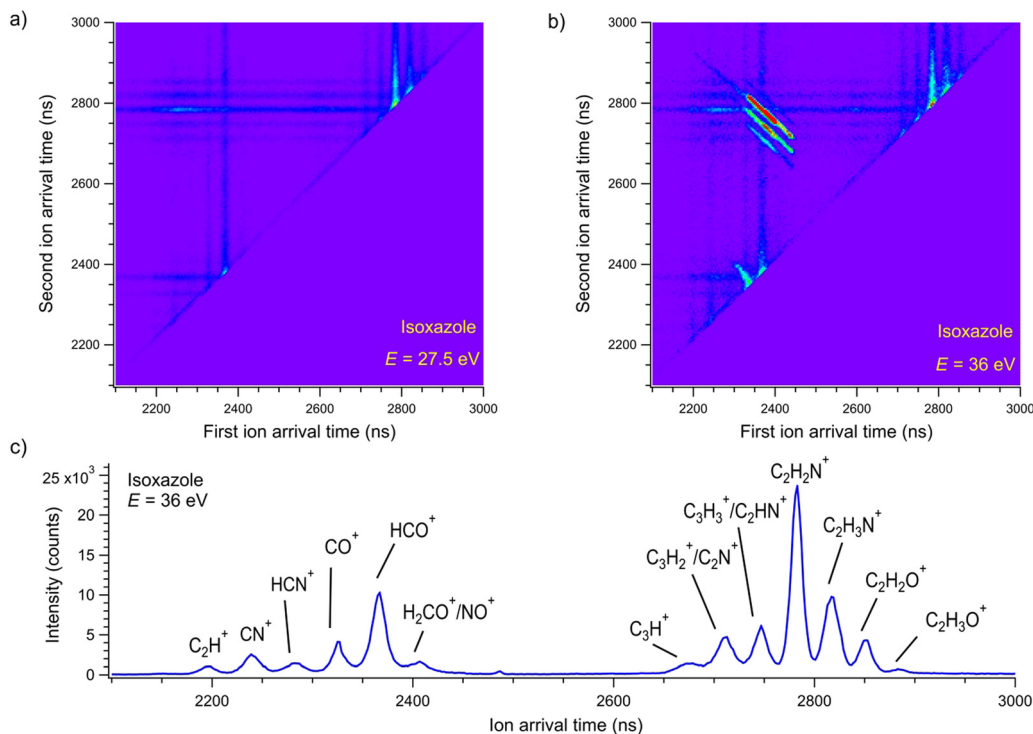 a)
b)
3000
2800
2600
2400
2200
Second ion arrival time (ns)
Isoxazole
E = 27.5 eV
2200 2400 2600 2800 3000
First ion arrival time (ns)
3000
2800
2600
2400
2200
Second ion arrival time (ns)
Isoxazole
E = 36 eV
2200 2400 2600 2800 3000
First ion arrival time (ns)
c)
25 x10³
20
15
10
5
0
Intensity (counts)
Isoxazole
E = 36 eV
C₂H⁺
CN⁺
HCN⁺
CO⁺
HCO⁺
H₂CO⁺/NO⁺
C₃H⁺
C₃H₂⁺/C₂N⁺
C₃H₃⁺/C₂HN⁺
C₂H₂N⁺
C₂H₃N⁺
C₂H₂O⁺
C₂H₃O⁺
2200 2400 2600 2800 3000
Ion arrival time (ns)